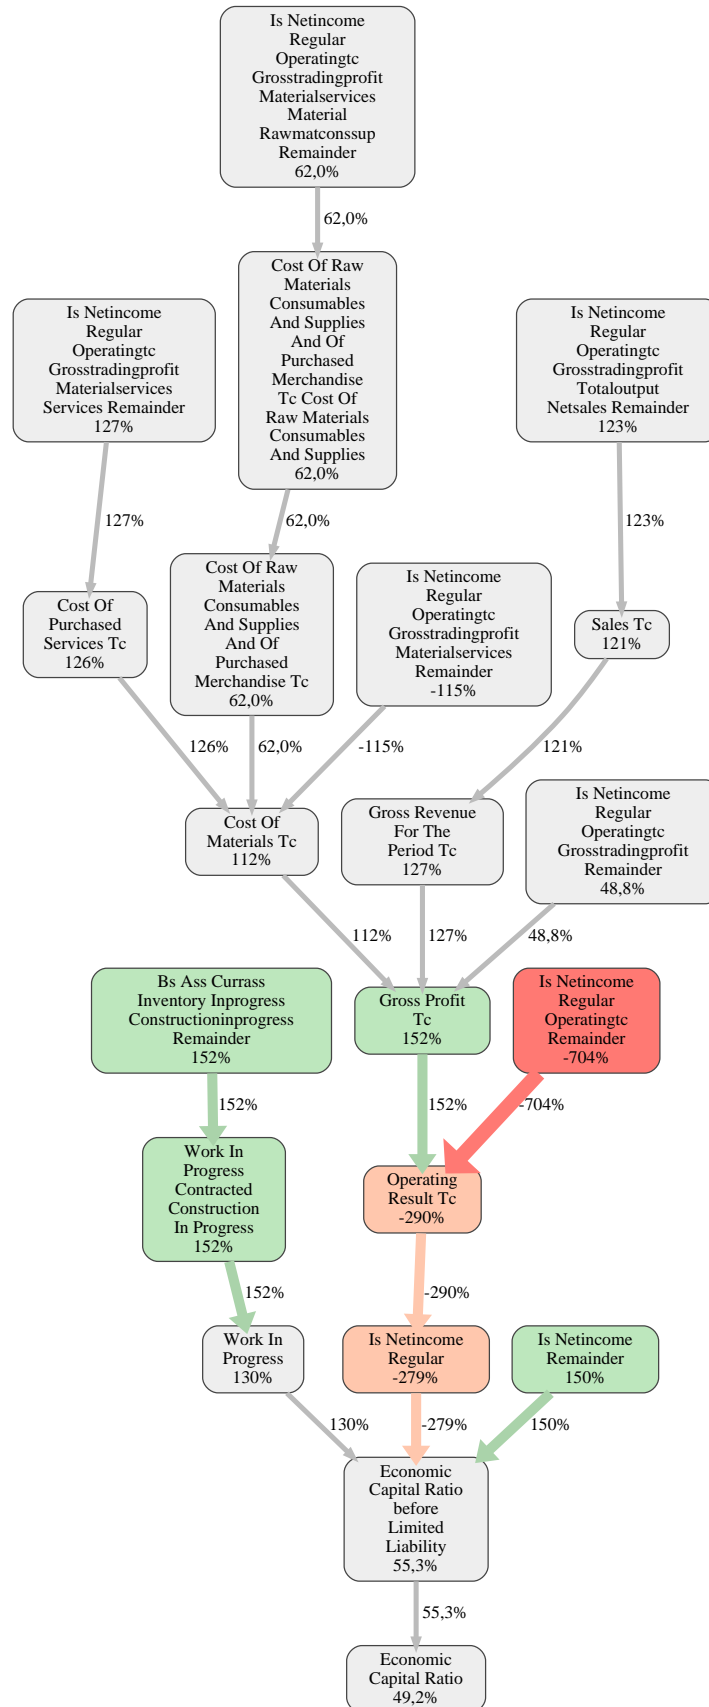 Is Netincome
Regular
Operatingtc
Grosstradingprofit
Materialservices
Material
Rawmatconssup
Remainder
62,0%
62,0%
Cost Of Raw
Materials
Consumables
And Supplies
And Of
Purchased
Merchandise
Tc Cost Of
Raw Materials
Consumables
And Supplies
62,0%
Is Netincome
Regular
Operatingtc
Grosstradingprofit
Materialservices
Services Remainder
127%
Is Netincome
Regular
Operatingtc
Grosstradingprofit
Totaloutput
Netsales Remainder
123%
127%
62,0%
123%
Cost Of
Purchased
Services Tc
126%
Cost Of Raw
Materials
Consumables
And Supplies
And Of
Purchased
Merchandise Tc
62,0%
Is Netincome
Regular
Operatingtc
Grosstradingprofit
Materialservices
Remainder
-115%
Sales Tc
121%
126%
62,0%
-115%
121%
Cost Of
Materials Tc
112%
Gross Revenue
For The
Period Tc
127%
Is Netincome
Regular
Operatingtc
Grosstradingprofit
Remainder
48,8%
112%
127%
48,8%
Bs Ass Currass
Inventory Inprogress
Constructioninprogress
Remainder
152%
Gross Profit
Tc
152%
Is Netincome
Regular
Operatingtc
Remainder
-704%
152%
152%
-704%
Work In
Progress
Contracted
Construction
In Progress
152%
Operating
Result Tc
-290%
152%
-290%
Work In
Progress
130%
Is Netincome
Regular
-279%
Is Netincome
Remainder
150%
130%
-279%
150%
Economic
Capital Ratio
before
Limited
Liability
55,3%
55,3%
Economic
Capital Ratio
49,2%